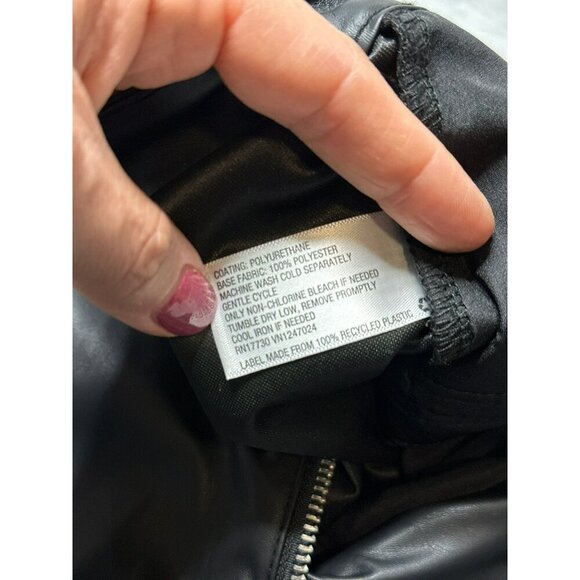 COATING: POLYURETHANE
BASE FABRIC: 100% POLYESTER
MACHINE WASH COLD SEPARATELY
GENTLE CYCLE
ONLY NON-CHLORINE BLEACH IF NEEDED
TUMBLE DRY LOW, REMOVE PROMPTLY
COOL IRON IF NEEDED
RN17730 VN1247024
LABEL MADE FROM 100% RECYCLED PLASTIC